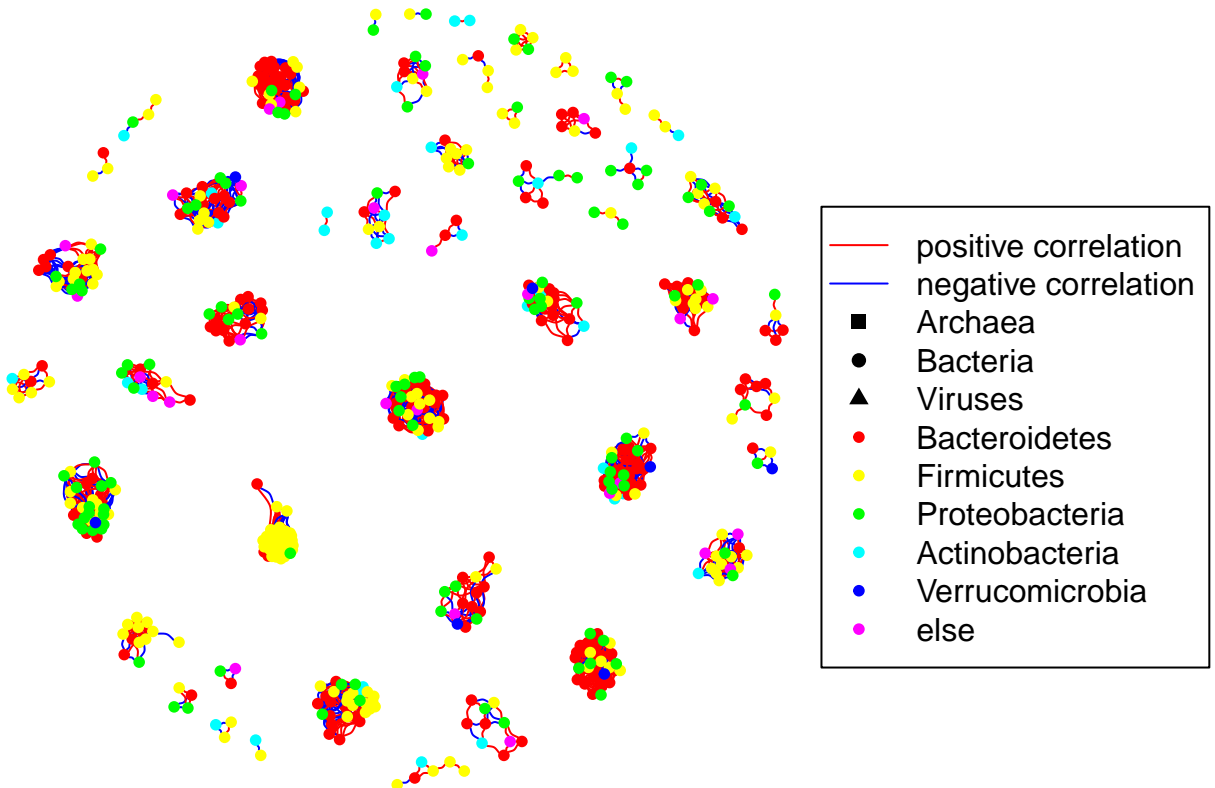 positive correlation
negative correlation
Archaea
Bacteria
Viruses
Bacteroidetes
Firmicutes
Proteobacteria
Actinobacteria
Verrucomicrobia
else